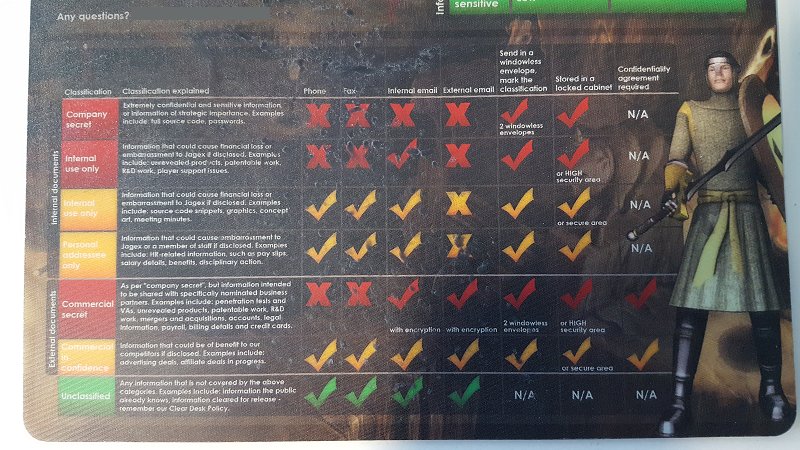 Any questions?
sensitive
Classification Classification explained Phone Fax Internal email External email Send in a windowless envelope, mark the classification Stored in a locked cabinet Confidentiality agreement required
Internal documents
Company secret
Extremely confidential and sensitive information,
or information of strategic importance. Examples
include: full source code, passwords.
2 windowless envelopes
N/A
Internal use only
Information that could cause financial loss or
embarrassment to Jagex if disclosed. Examples
include: unrevealed products, patentable work,
R&D work, player support issues.
or HIGH security area
N/A
Internal use only
Information that could cause financial loss or
embarrassment to Jagex if disclosed. Examples
include: source code snippets, graphics, concept
art, meeting minutes.
or secure area
N/A
Personal addressee only
Information that could cause embarrassment to
Jagex or a member of staff if disclosed. Examples
include: HR-related information, such as pay slips,
salary details, benefits, disciplinary action.
N/A
External documents
Commercial secret
As per "company secret", but information intended
to be shared with specifically nominated business
partners. Examples include: penetration tests and
VAs, unrevealed products, patentable work, R&D
work, mergers and acquisitions, accounts, legal
information, payroll, billing details and credit cards.
with encryption with encryption 2 windowless envelopes or HIGH security area
Commercial in confidence
Information that could be of benefit to our
competitors if disclosed. Examples include:
advertising deals, affiliate deals in progress.
or secure area
Unclassified
Any information that is not covered by the above
categories. Examples include: information the public
already knows, information cleared for release -
remember our Clear Desk Policy.
N/A N/A N/A